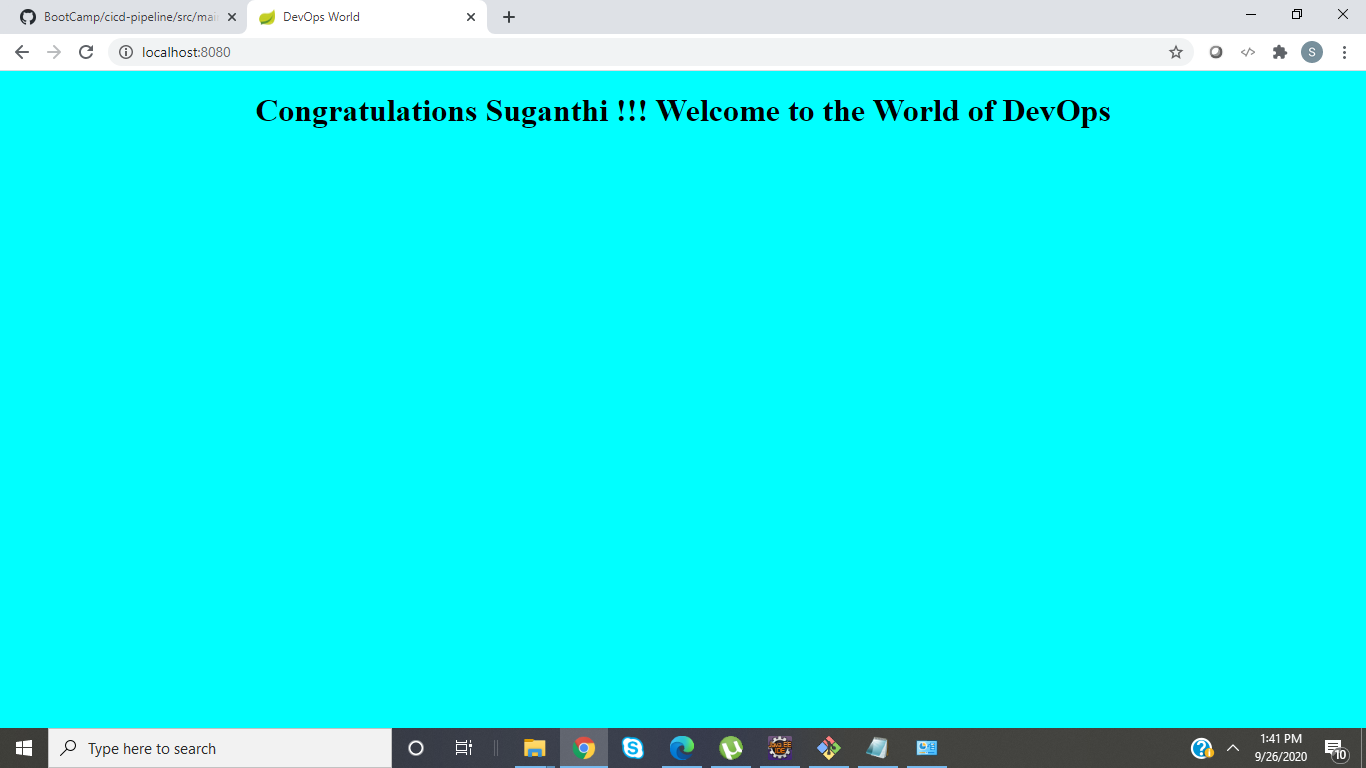 BootCamp/cicd-pipeline/src/mai
DevOps World
localhost:8080
S
Congratulations Suganthi !!! Welcome to the World of DevOps
Type here to search
1:41 PM
9/26/2020
10